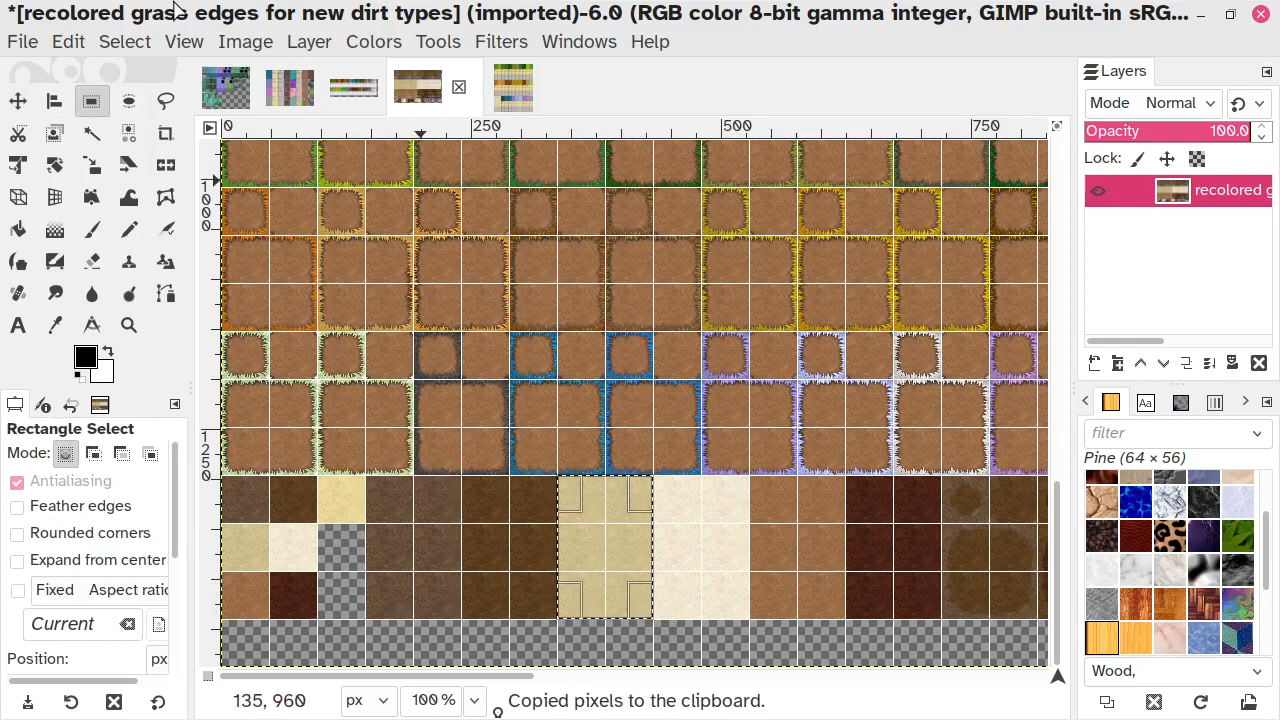 *[recolored grass edges for new dirt types] (imported)-6.0 (RGB color 8-bit gamma integer, GIMP built-in sRG...
File Edit Select View Image Layer Colors Tools Filters Windows Help
Layers
Mode Normal
Opacity 100.0
Lock:
recolored g
0 250 500 750
1000
1250
Rectangle Select
Mode:
Antialiasing
Feather edges
Rounded corners
Expand from center
Fixed Aspect ratio
Current
Position: px
filter
Pine (64 × 56)
Aa
Wood,
135, 960 px 100 % Copied pixels to the clipboard.